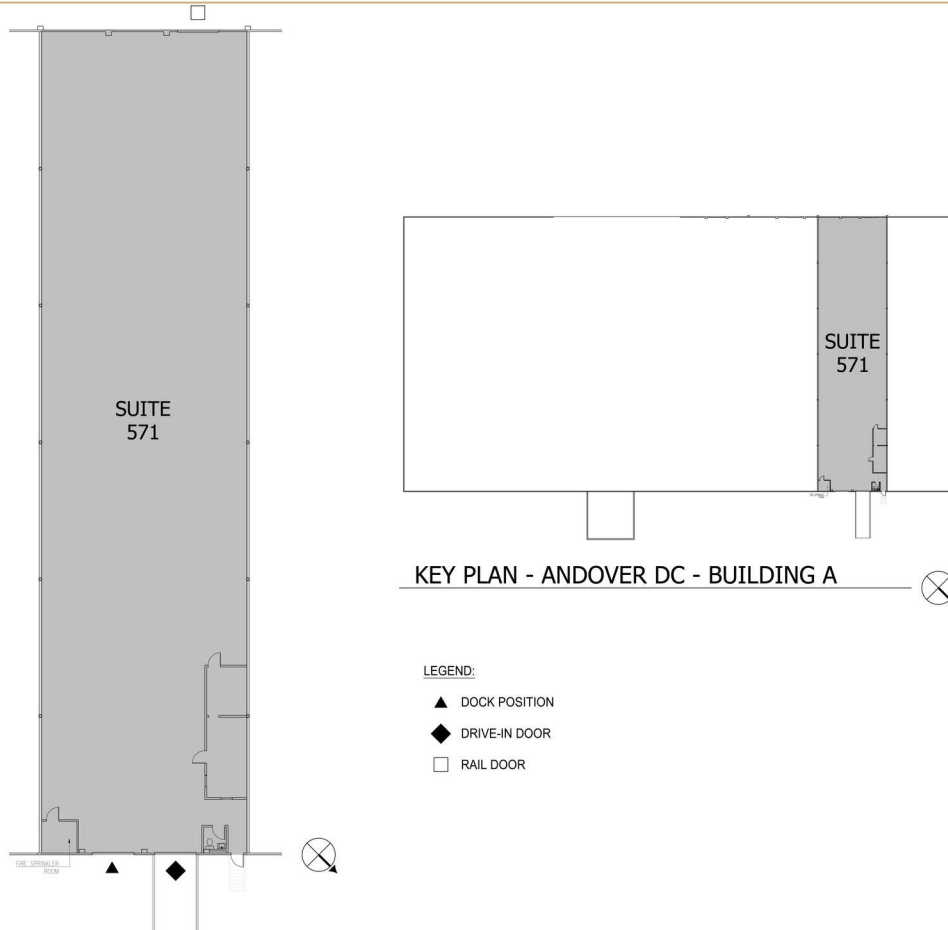 SUITE
571
FIRE SPRINKLER
ROOM
SUITE
571
KEY PLAN - ANDOVER DC - BUILDING A
LEGEND:
DOCK POSITION
DRIVE-IN DOOR
RAIL DOOR